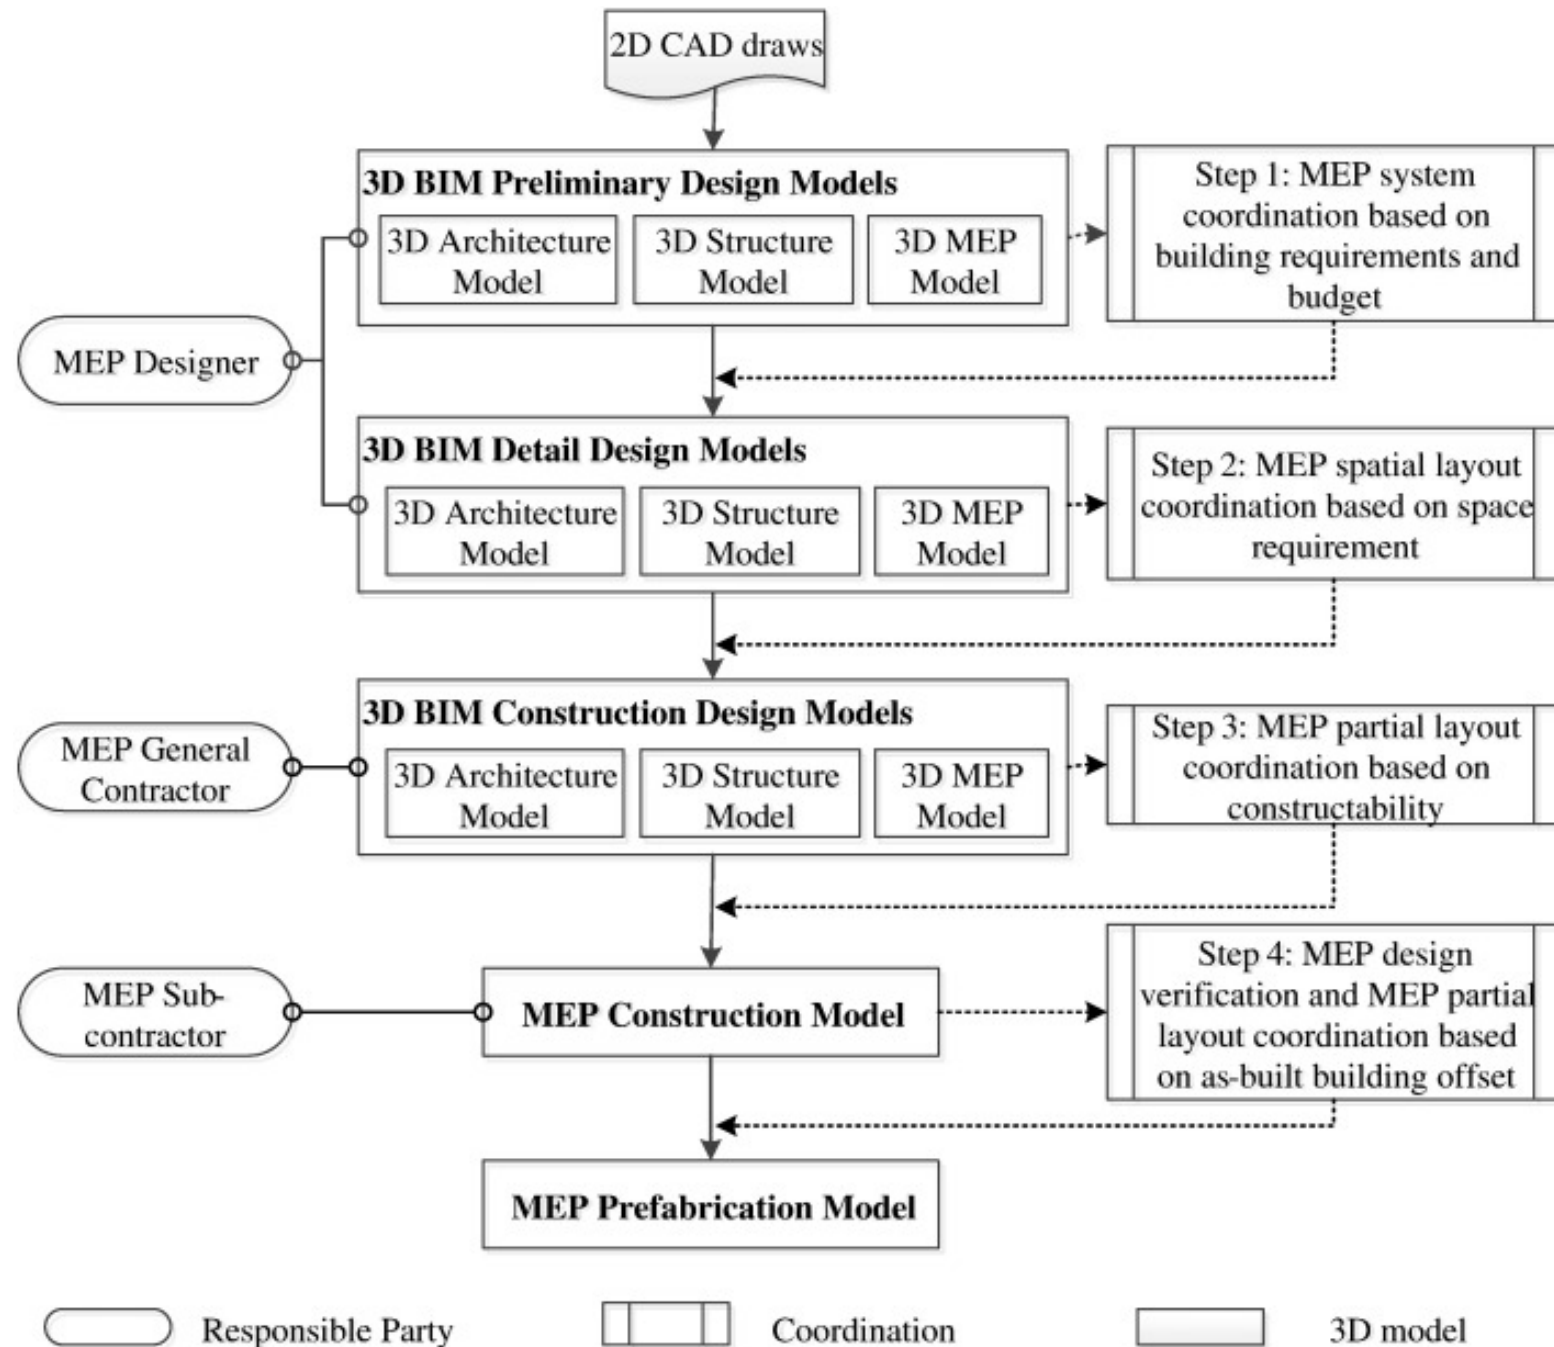 2D CAD draws
3D BIM Preliminary Design Models
3D Architecture
Model
3D Structure
Model
3D MEP
Model
Step 1: MEP system
coordination based on
building requirements and
budget
MEP Designer
3D BIM Detail Design Models
3D Architecture
Model
3D Structure
Model
3D MEP
Model
Step 2: MEP spatial layout
coordination based on space
requirement
MEP General
Contractor
3D BIM Construction Design Models
3D Architecture
Model
3D Structure
Model
3D MEP
Model
Step 3: MEP partial layout
coordination based on
constructability
MEP Sub-
contractor
MEP Construction Model
Step 4: MEP design
verification and MEP partial
layout coordination based
on as-built building offset
MEP Prefabrication Model
Responsible Party
Coordination
3D model